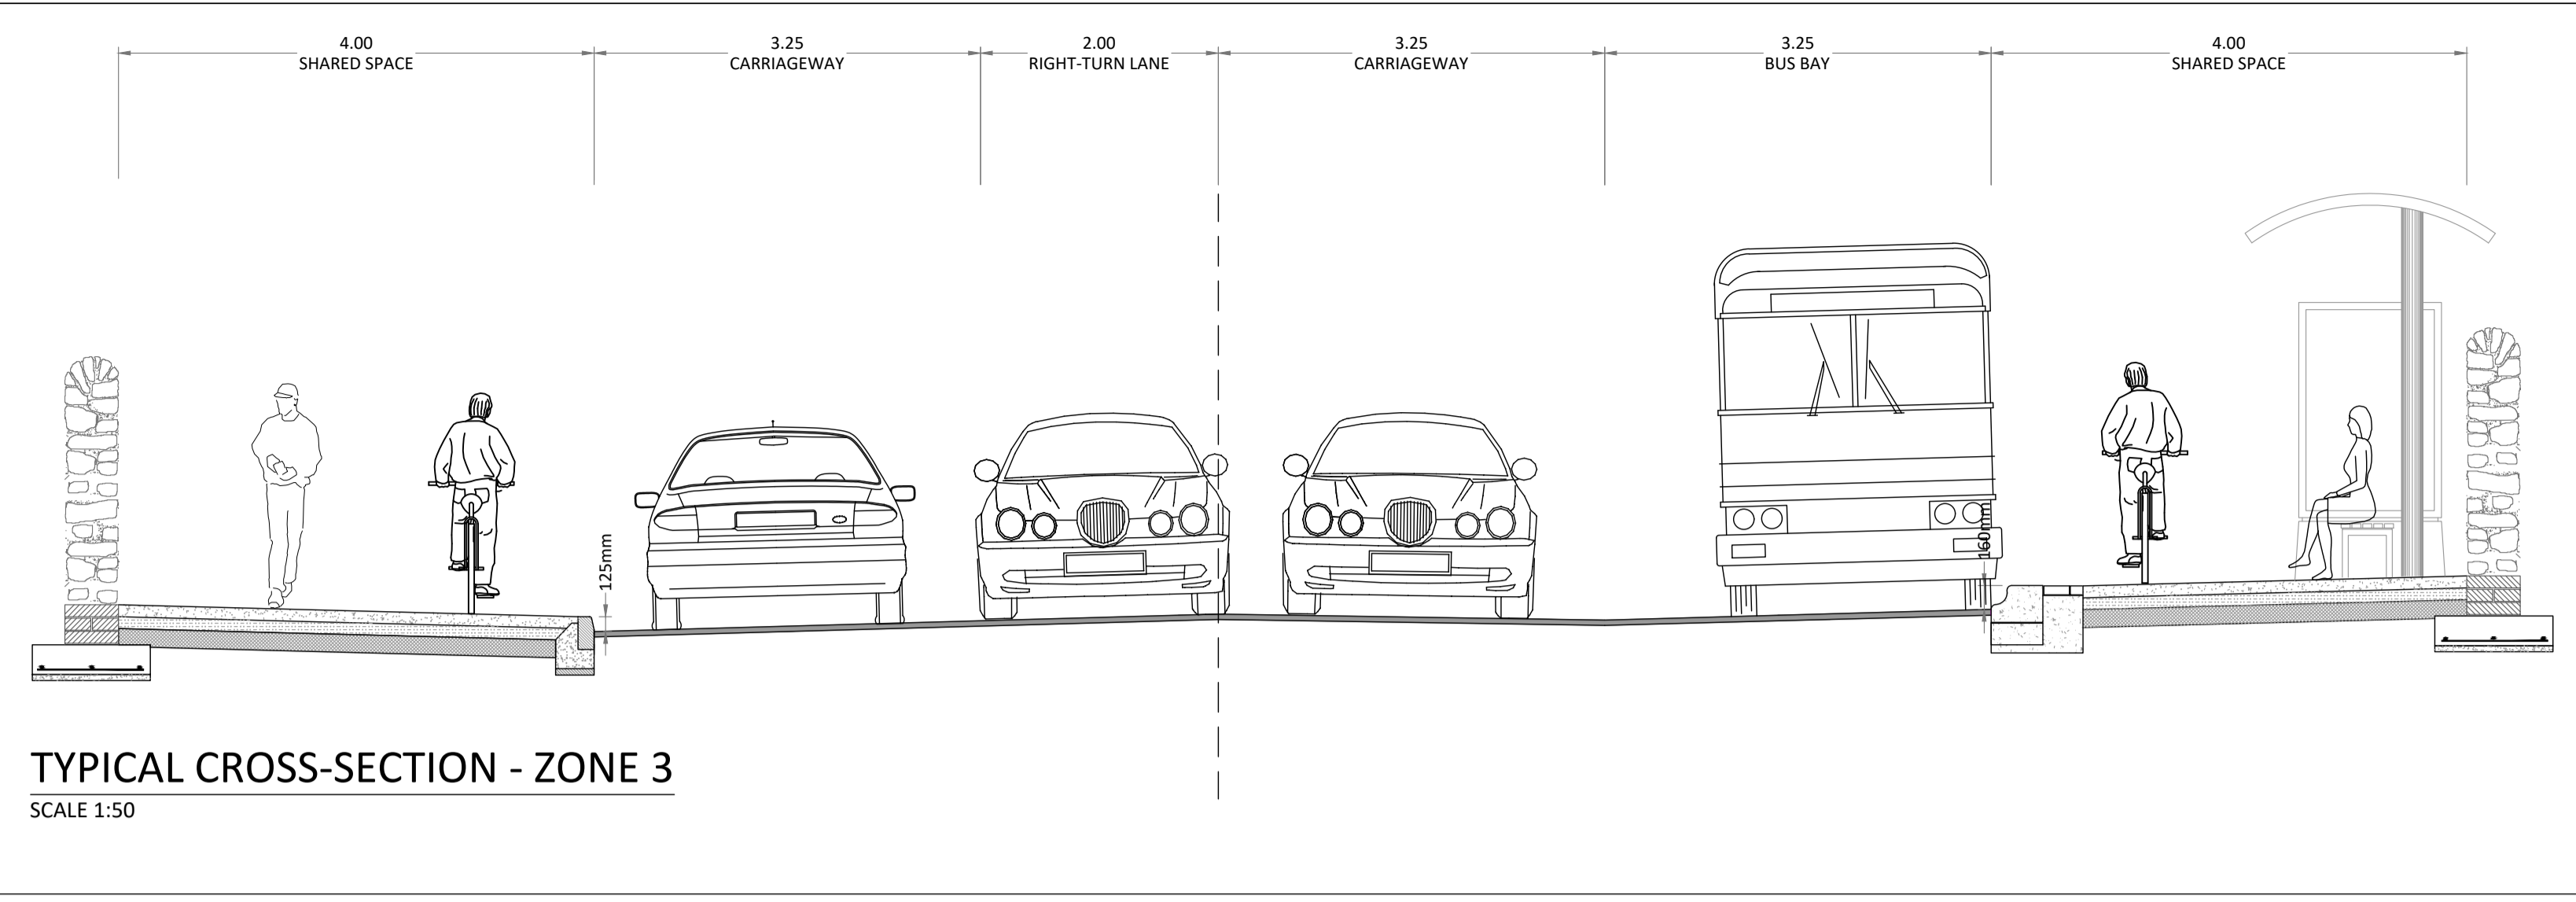 4.00
SHARED SPACE
3.25
CARRIAGEWAY
2.00
RIGHT-TURN LANE
3.25
CARRIAGEWAY
3.25
BUS BAY
4.00
SHARED SPACE
125mm
160mm
TYPICAL CROSS-SECTION - ZONE 3
SCALE 1:50